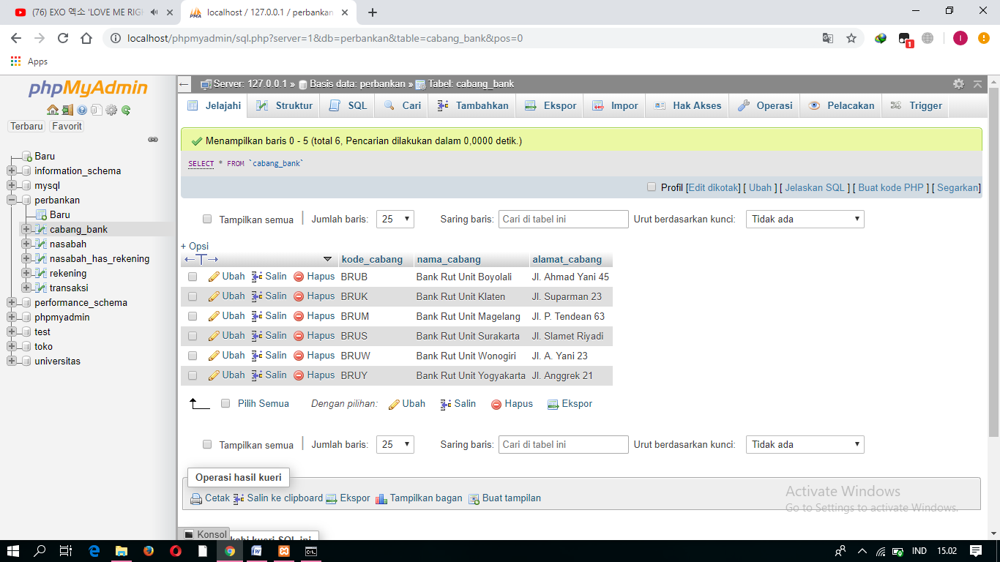 (76) EXO 엑소 'LOVE ME RIG
localhost / 127.0.0.1 / perbankan
localhost/phpmyadmin/sql.php?server=1&db=perbankan&table=cabang_bank&pos=0
1
I
Apps
phpMyAdmin
Terbaru Favorit
Baru
information_schema
mysql
perbankan
Baru
cabang_bank
nasabah
nasabah_has_rekening
rekening
transaksi
performance_schema
phpmyadmin
test
toko
universitas
Server: 127.0.0.1 » Basis data: perbankan » Tabel: cabang_bank
Jelajahi Struktur SQL Cari Tambahkan Ekspor Impor Hak Akses Operasi Pelacakan Trigger
Menampilkan baris 0 - 5 (total 6, Pencarian dilakukan dalam 0,0000 detik.)
SELECT * FROM `cabang_bank`
Profil [Edit dikotak] [ Ubah ] [ Jelaskan SQL ] [ Buat kode PHP ] [ Segarkan]
Tampilkan semua | Jumlah baris: 25 Saring baris: Cari di tabel ini Urut berdasarkan kunci: Tidak ada
+ Opsi
←T→ kode_cabang nama_cabang alamat_cabang
Ubah Salin Hapus BRUB Bank Rut Unit Boyolali Jl. Ahmad Yani 45
Ubah Salin Hapus BRUK Bank Rut Unit Klaten Jl. Suparman 23
Ubah Salin Hapus BRUM Bank Rut Unit Magelang Jl. P. Tendean 63
Ubah Salin Hapus BRUS Bank Rut Unit Surakarta Jl. Slamet Riyadi
Ubah Salin Hapus BRUW Bank Rut Unit Wonogiri Jl. A. Yani 23
Ubah Salin Hapus BRUY Bank Rut Unit Yogyakarta Jl. Anggrek 21
Pilih Semua Dengan pilihan: Ubah Salin Hapus Ekspor
Tampilkan semua | Jumlah baris: 25 Saring baris: Cari di tabel ini Urut berdasarkan kunci: Tidak ada
Operasi hasil kueri
Cetak Salin ke clipboard Ekspor Tampilkan bagan Buat tampilan
Activate Windows
Go to Settings to activate Windows.
Konsol
kueri SQL ini
IND 15.02